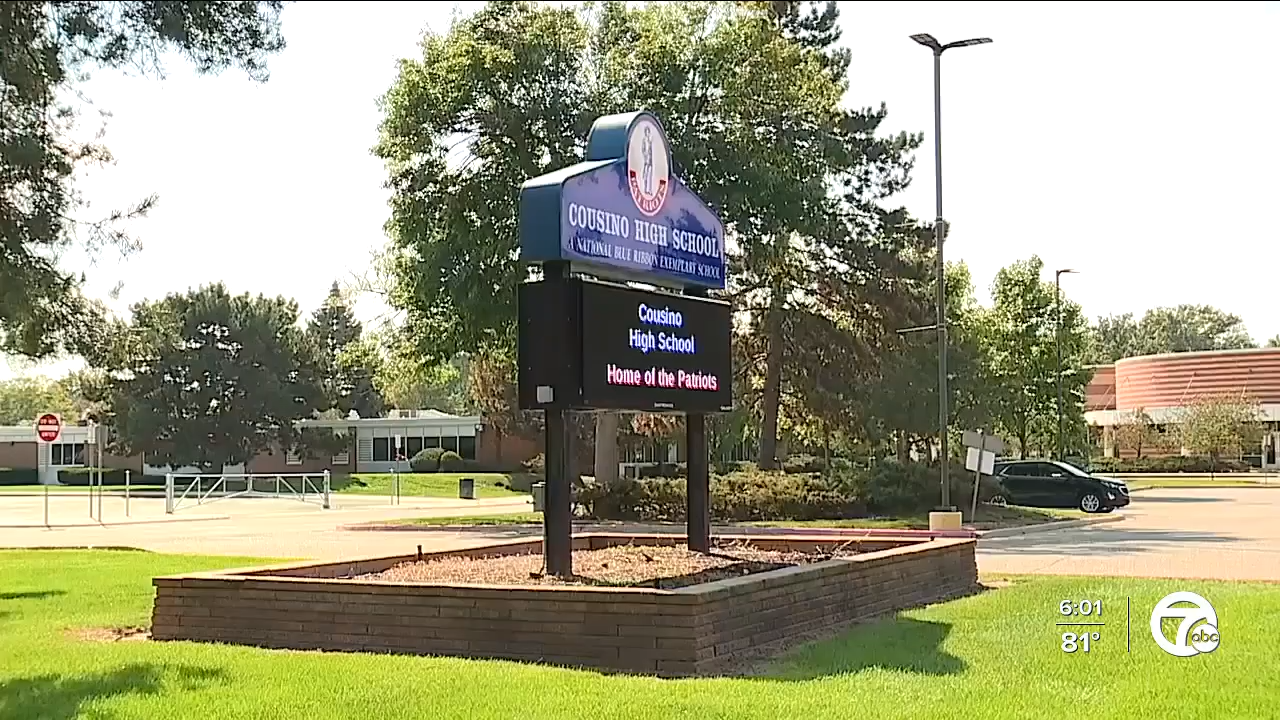 PATRIOTS
COUSINO HIGH SCHOOL
A NATIONAL BLUE RIBBON EXEMPLARY SCHOOL
Cousino
High School
Home of the Patriots
6:01
81°
7 abc